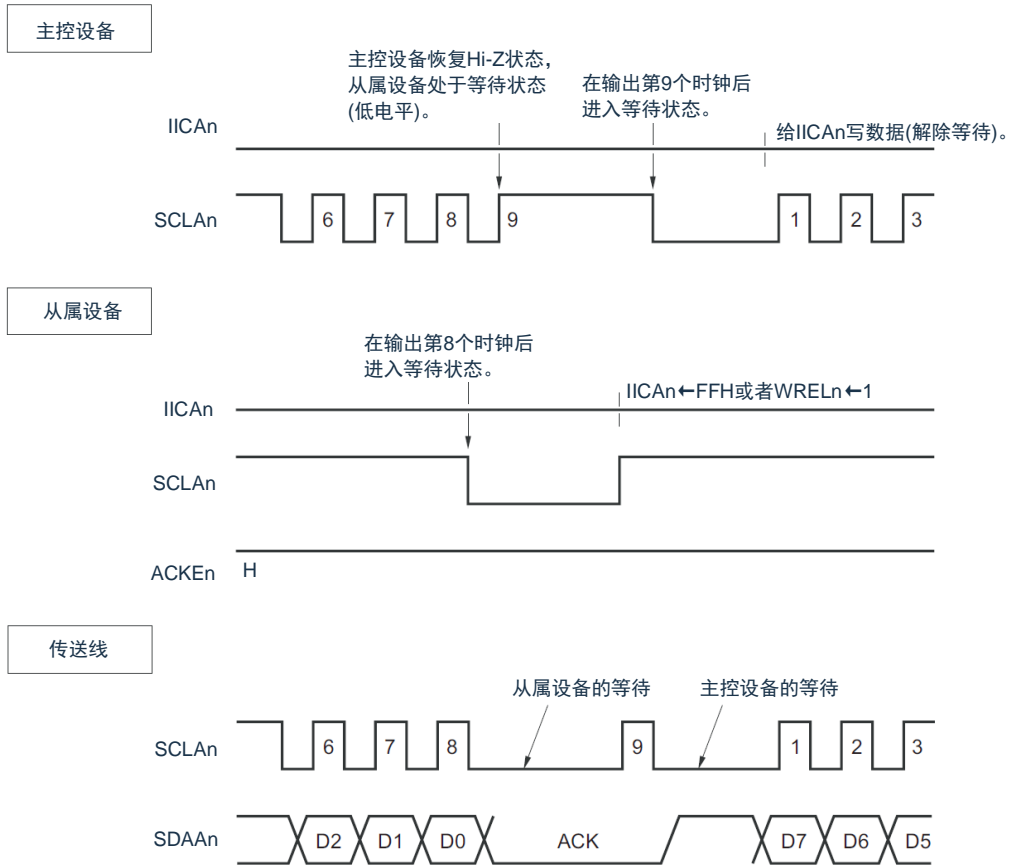 主控设备
主控设备恢复Hi-Z状态，
从属设备处于等待状态
(低电平)。
在输出第9个时钟后
进入等待状态。
IICAn
给IICAn写数据(解除等待)。
SCLAn
6 7 8 9 1 2 3
从属设备
在输出第8个时钟后
进入等待状态。
IICAn
IICAn←FFH或者WRELn←1
SCLAn
ACKEn H
传送线
从属设备的等待 主控设备的等待
SCLAn
6 7 8 9 1 2 3
SDAAn
D2 D1 D0 ACK D7 D6 D5